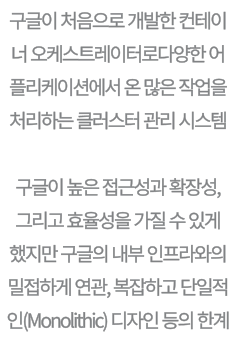 구글이 처음으로 개발한 컨테이
너 오케스트레이터로다양한 어
플리케이션에서 온 많은 작업을
처리하는 클러스터 관리 시스템
구글이 높은 접근성과 확장성,
그리고 효율성을 가질 수 있게
했지만 구글의 내부 인프라와의
밀접하게 연관, 복잡하고 단일적
인(Monolithic) 디자인 등의 한계